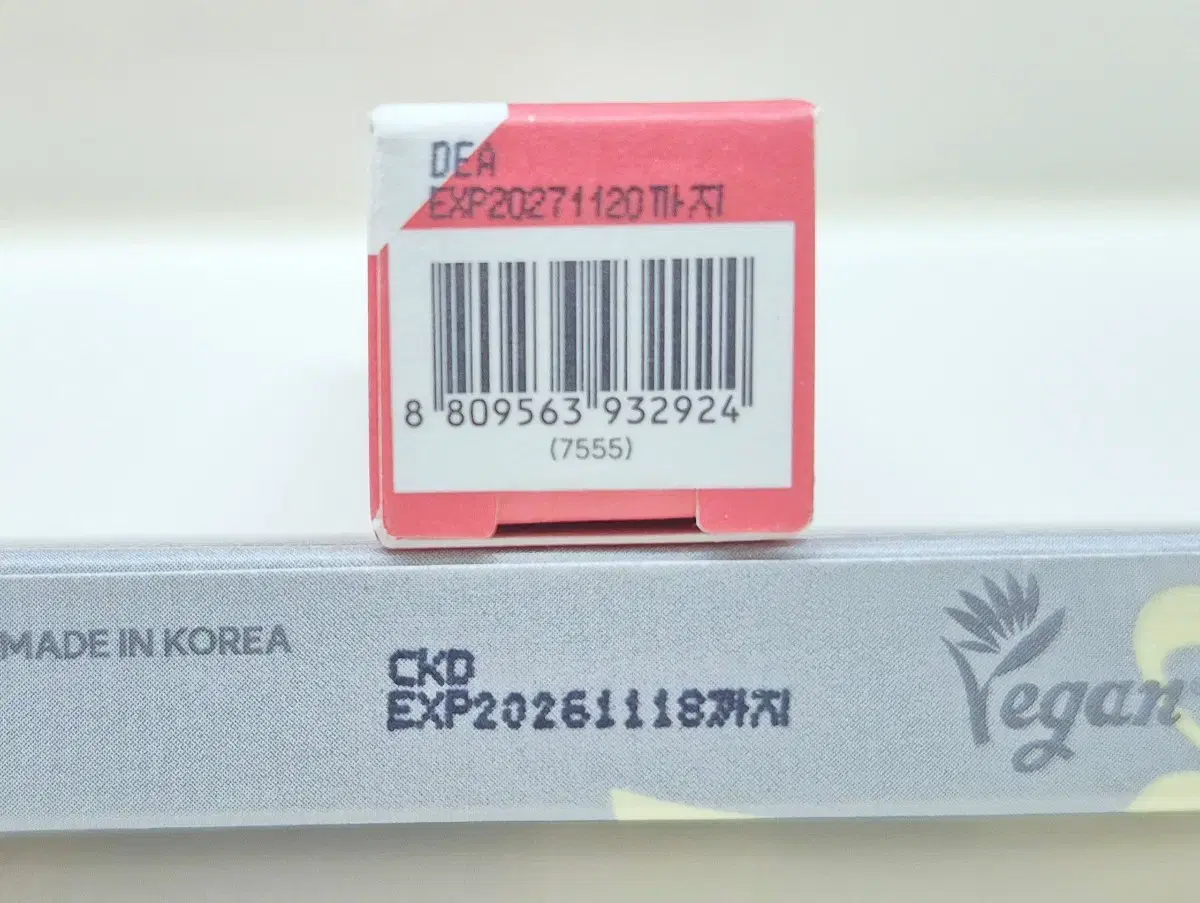 DEA
EXP20271120까지
8 809563 932924
(7555)
MADE IN KOREA
CKD
EXP20261118까지
Vegan